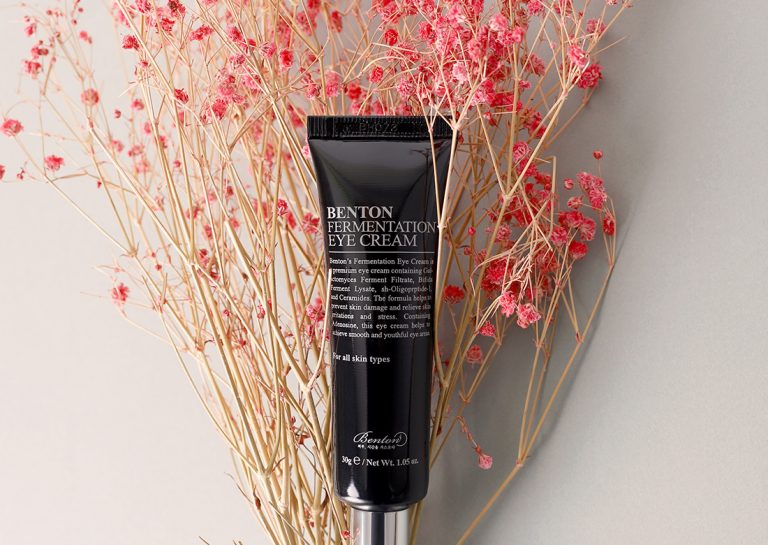 BENTON
FERMENTATION
EYE CREAM
Benton's Fermentation Eye Cream is
a premium eye cream containing Gala-
ctomyces Ferment Filtrate, Bifida
Ferment Lysate, sh-Oligopeptide-1,
and Ceramides. The formula helps to
prevent skin damage and relieve skin
irritations and stress. Containing
Adenosine, this eye cream helps to
achieve smooth and youthful eye area.
For all skin types
Benton
30g e / Net Wt. 1.05 oz.